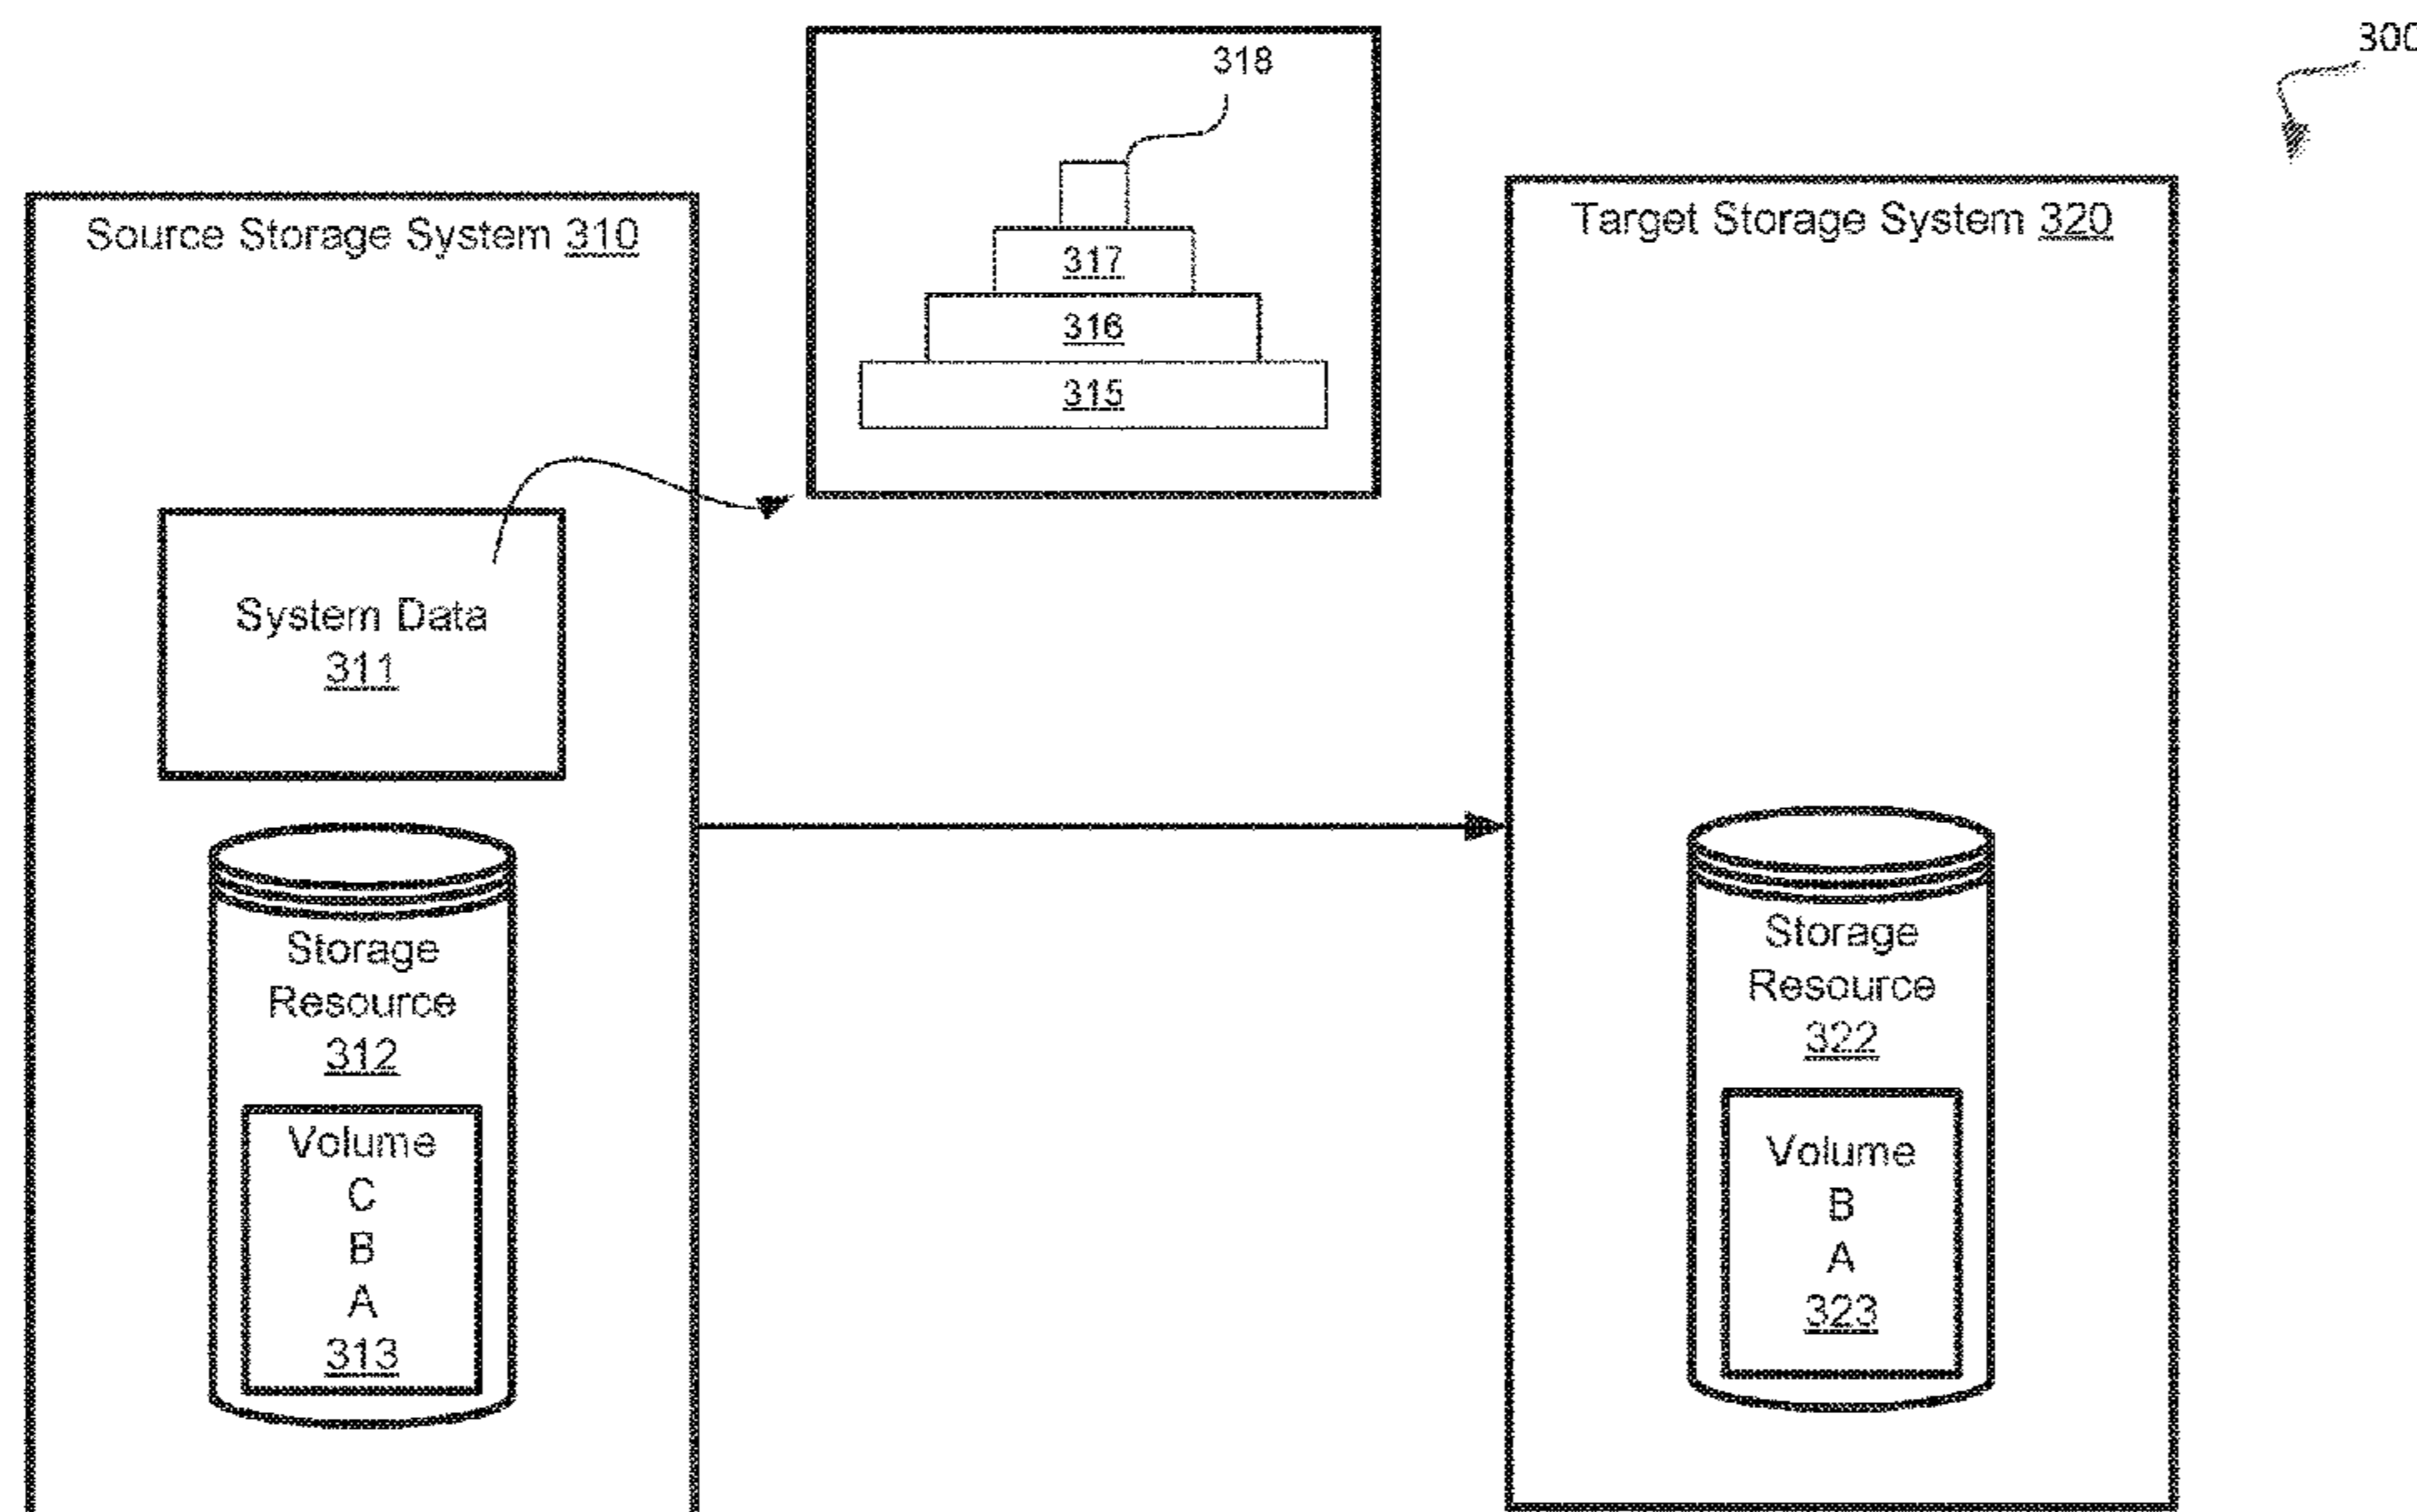 300
318
317
316
315
Source Storage System 310
System Data
311
Storage
Resource
312
Volume
C
B
A
313
Target Storage System 320
Storage
Resource
322
Volume
B
A
323